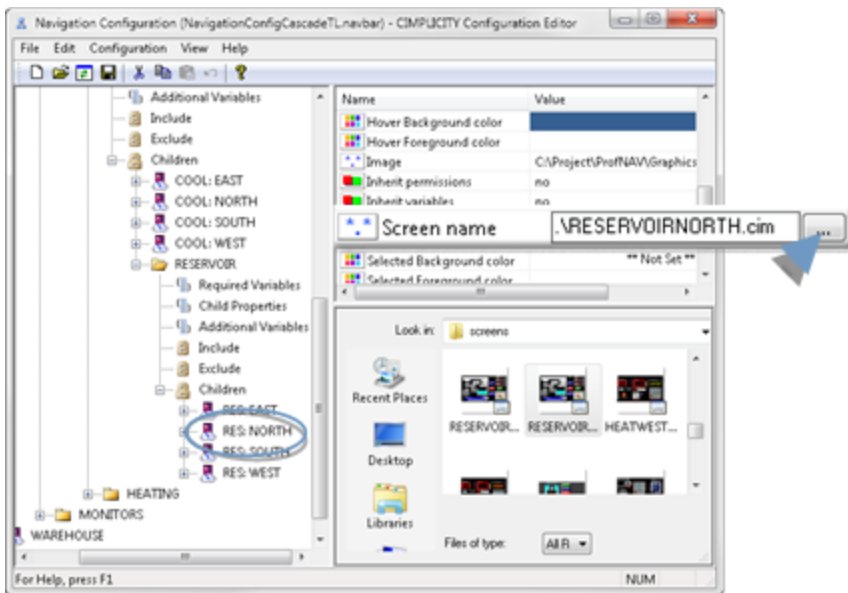 Navigation Configuration (NavigationConfigCascadeTL.navbar) - CIMPLICITY Configuration Editor
File Edit Configuration View Help
Additional Variables
Include
Exclude
Children
COOL: EAST
COOL: NORTH
COOL: SOUTH
COOL: WEST
RESERVOIR
Required Variables
Child Properties
Additional Variables
Include
Exclude
Children
RES: EAST
RES: NORTH
RES: SOUTH
RES: WEST
HEATING
MONITORS
WAREHOUSE
Name Value
Hover Background color
Hover Foreground color
Image C:\Project\ProfNAV\Graphics
Inherit permissions no
Inherit variables no
Screen name .\RESERVOIRNORTH.cim ...
Selected Background color ** Not Set **
Selected Foreground color
Look in: screens
Recent Places
Desktop
Libraries
RESERVOIR... RESERVOIR... HEATWEST...
Files of type: All F
For Help, press F1 NUM